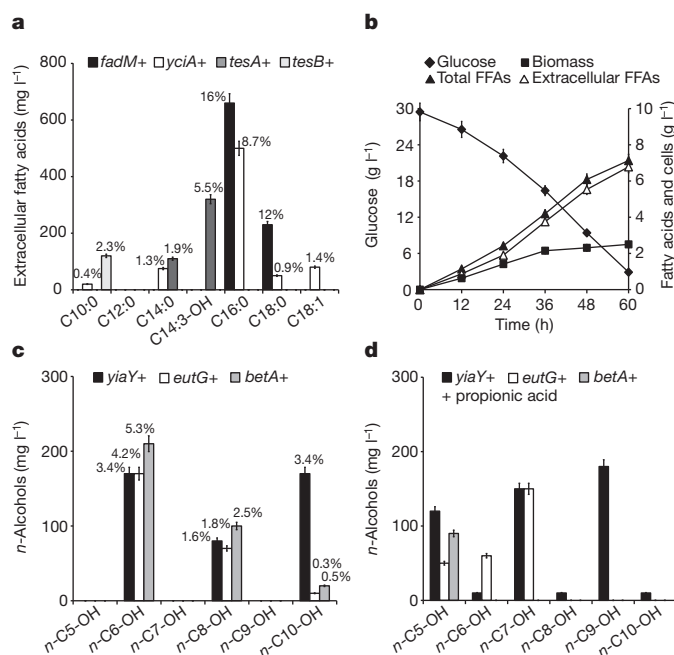 a
fadM+ yciA+ tesA+ tesB+
Extracellular fatty acids (mg l⁻¹)
800
600
400
200
0
0.4%
2.3%
1.3%
1.9%
5.5%
16%
8.7%
12%
0.9%
1.4%
C10:0
C12:0
C14:0
C14:3-OH
C16:0
C18:0
C18:1
b
Glucose Biomass
Total FFAs Extracellular FFAs
Glucose (g l⁻¹)
30
24
18
12
6
0
10
8
6
4
2
0
Fatty acids and cells (g l⁻¹)
0 12 24 36 48 60
Time (h)
c
yiaY+ eutG+ betA+
n-Alcohols (mg l⁻¹)
300
200
100
0
3.4%
4.2%
5.3%
1.6%
1.8%
2.5%
3.4%
0.3%
0.5%
n-C5-OH
n-C6-OH
n-C7-OH
n-C8-OH
n-C9-OH
n-C10-OH
d
yiaY+ eutG+ betA+
+ propionic acid
n-Alcohols (mg l⁻¹)
300
200
100
0
n-C5-OH
n-C6-OH
n-C7-OH
n-C8-OH
n-C9-OH
n-C10-OH